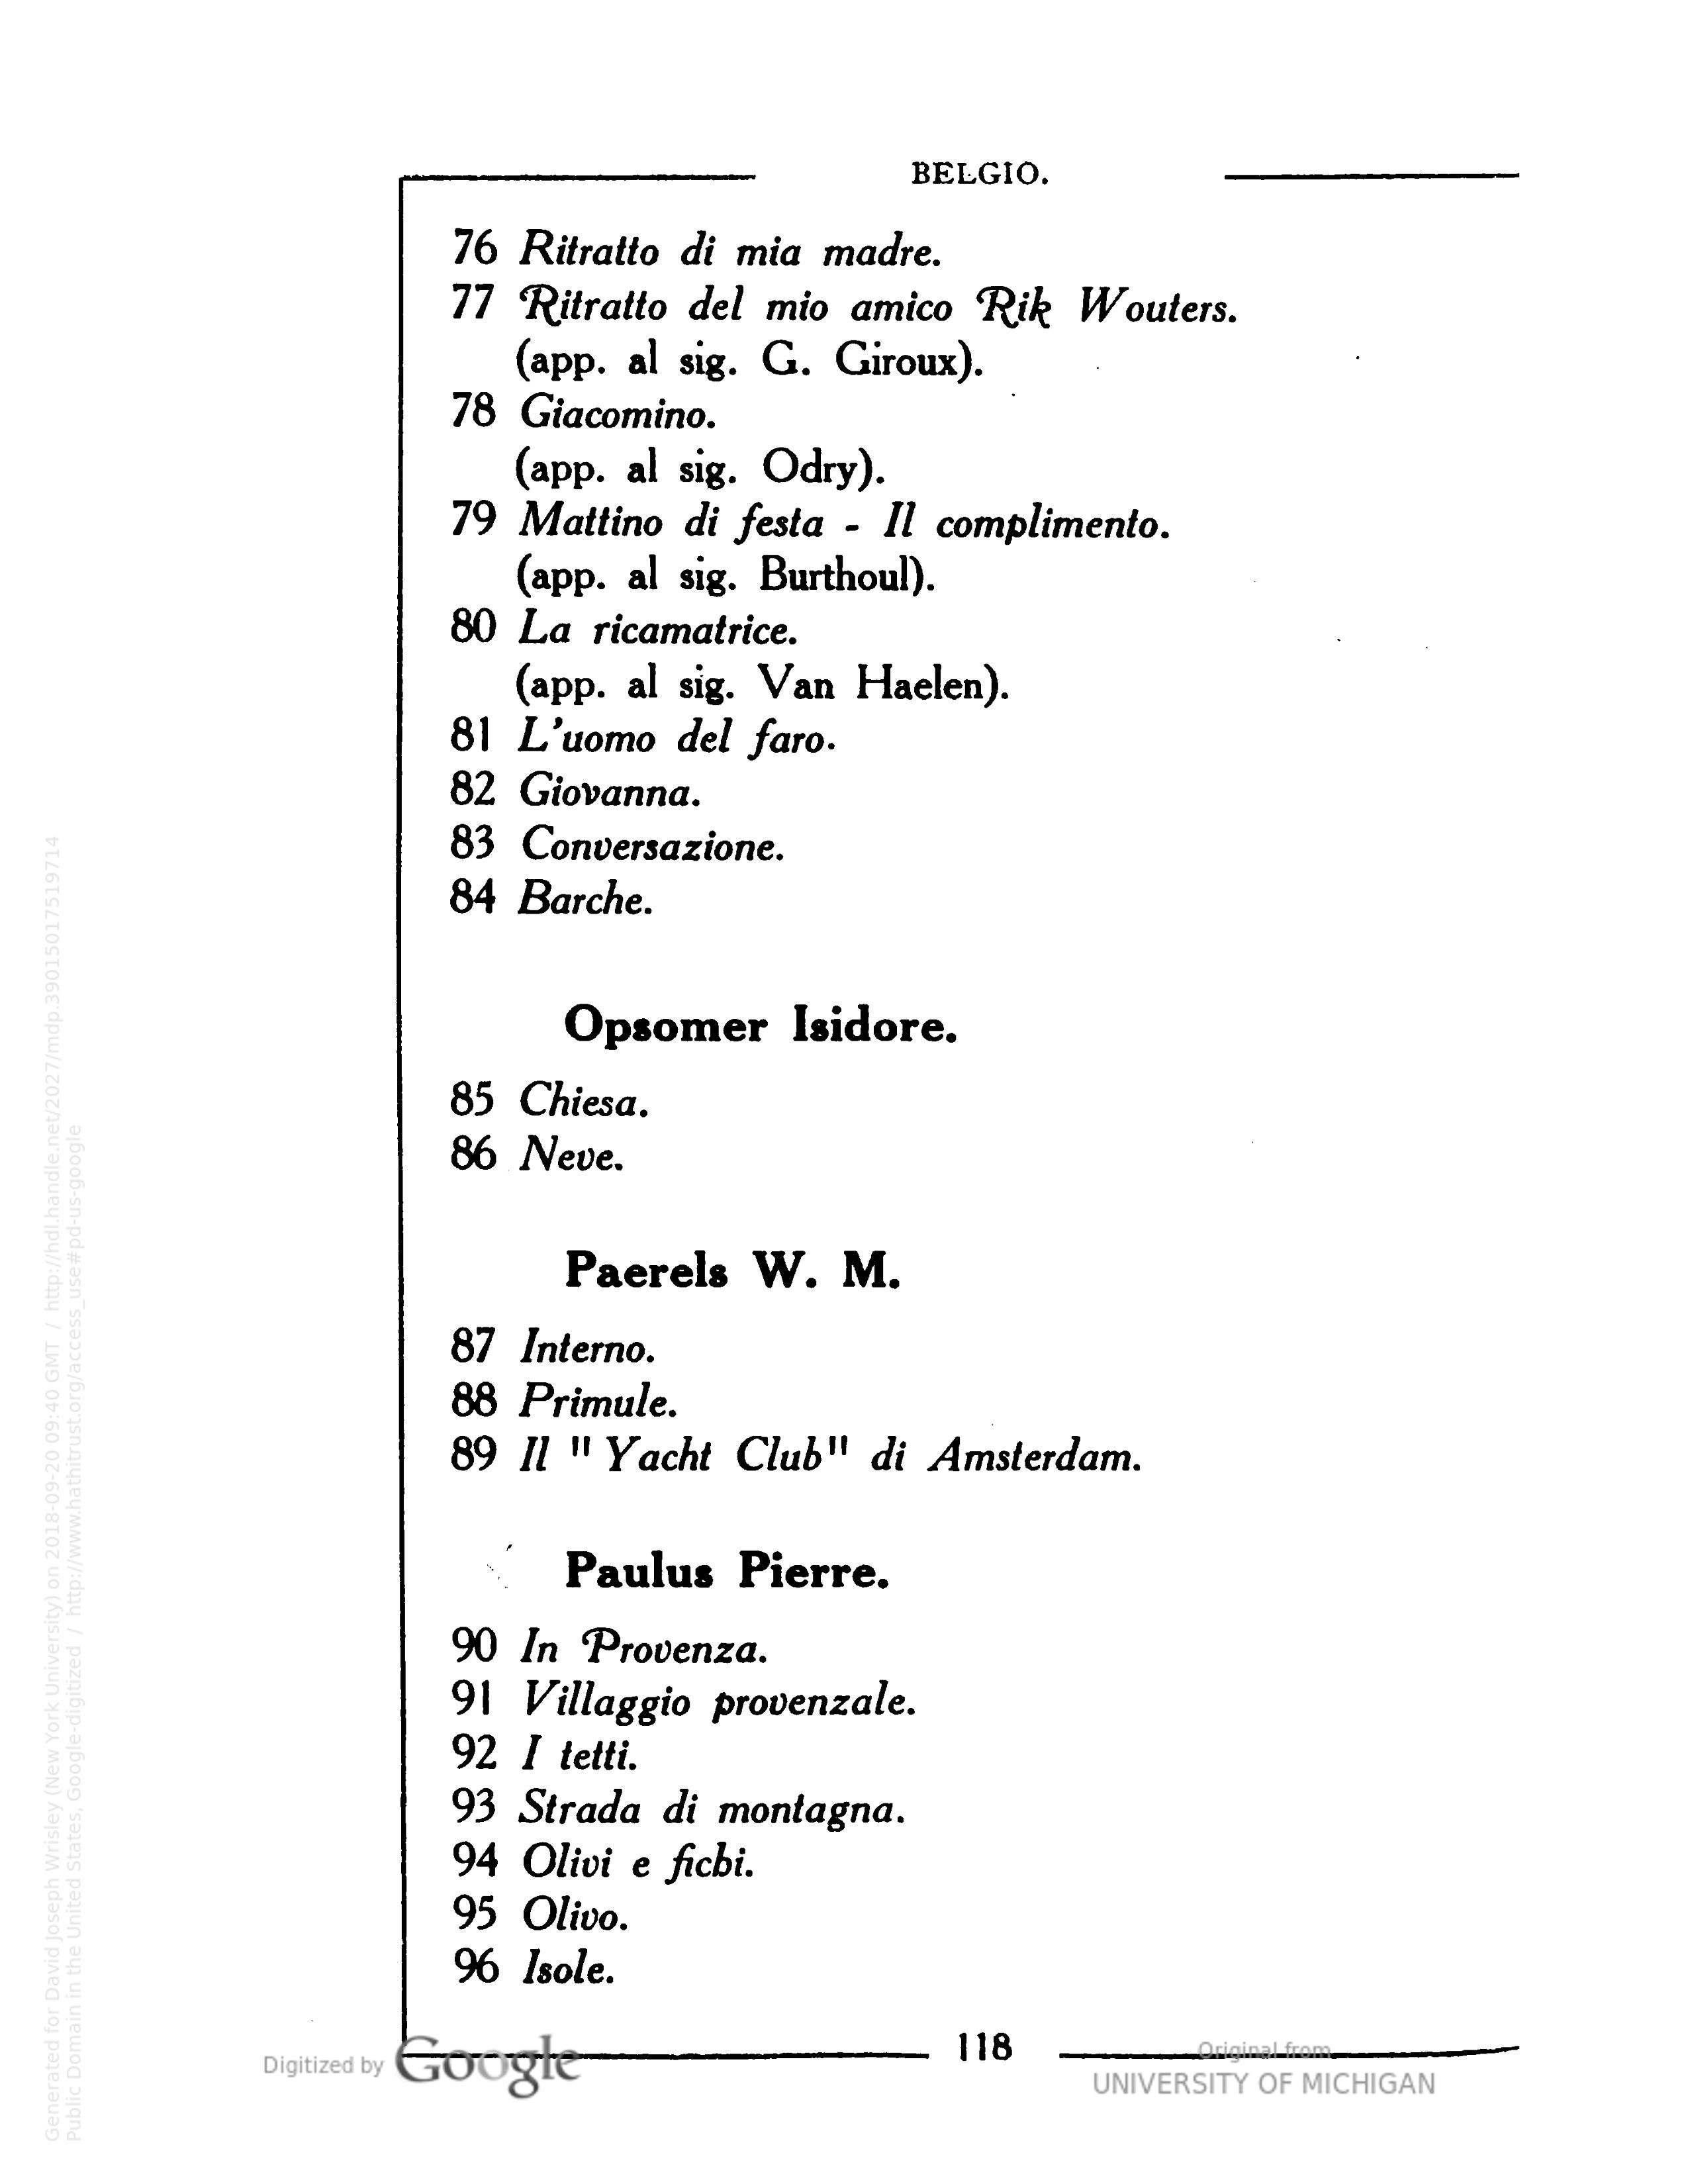 BELGIO.
76 Ritratto di mia madre.
77 Ritratto del mio amico Rik Wouters.
(app. al sig. G. Giroux).
78 Giacomino.
(app. al sig. Odry).
79 Mattino di festa - Il complimento.
(app. al sig. Burthoul).
80 La ricamatrice.
(app. al sig. Van Haelen).
81 L'uomo del faro.
82 Giovanna.
83 Conversazione.
84 Barche.
Opsomer Isidore.
85 Chiesa.
86 Neve.
Paerels W. M.
87 Interno.
88 Primule.
89 Il "Yacht Club" di Amsterdam.
Paulus Pierre.
90 In Provenza.
91 Villaggio provenzale.
92 I tetti.
93 Strada di montagna.
94 Olivi e fichi.
95 Olivo.
96 Isole.
118
Digitized by Google
Original from
UNIVERSITY OF MICHIGAN
Generated for David Joseph Wrisley (New York University) on 2018-09-20 09:40 GMT / http://hdl.handle.net/2027/mdp.39015017519714
Public Domain in the United States, Google-digitized / http://www.hathitrust.org/access_use#pd-us-google